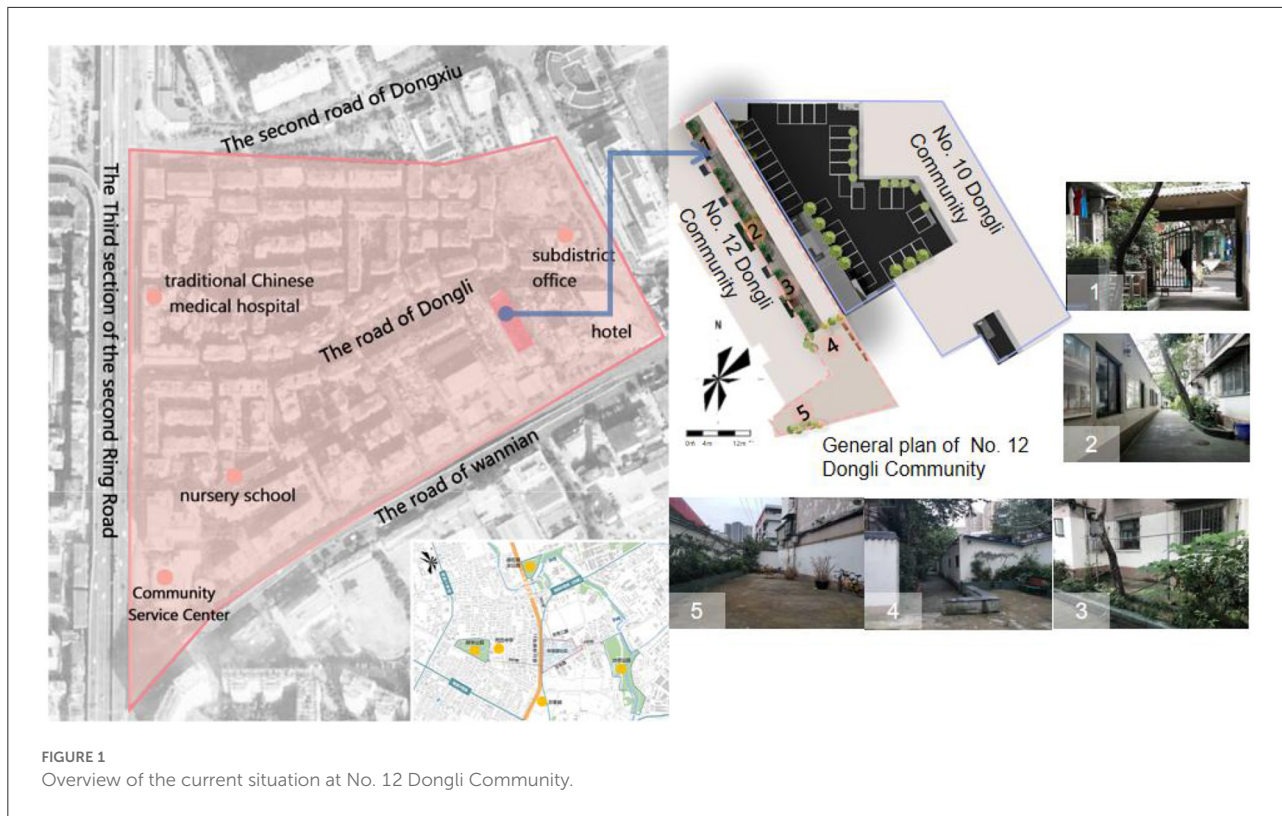 The second road of Dongxiu
The Third section of the second Ring Road
traditional Chinese
medical hospital
The road of Dongli
subdistrict
office
hotel
nursery school
The road of wannian
Community
Service Center
No. 10 Dongli
Community
No. 12 Dongli
Community
1
2
3
4
5
N
General plan of No. 12
Dongli Community
1
2
5
4
3
FIGURE 1
Overview of the current situation at No. 12 Dongli Community.